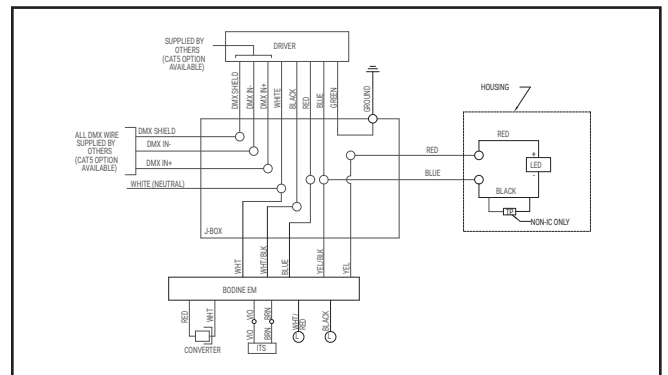 SUPPLIED BY
OTHERS
(CAT5 OPTION
AVAILABLE)
DRIVER
DMX SHIELD
DMX IN-
DMX IN+
WHITE
BLACK
RED
BLUE
GREEN
GROUND
HOUSING
ALL DMX WIRE
SUPPLIED BY
OTHERS
(CAT5 OPTION
AVAILABLE)
DMX SHIELD
DMX IN-
DMX IN+
WHITE (NEUTRAL)
RED
BLUE
RED
+
LED
-
BLACK
TP
NON-IC ONLY
J-BOX
WHT
WHT/BLK
BLUE
YEL/BLK
YEL
BODINE EM
RED
WHT
VIO
BRN
VIO
BRN
WHT/
RED
BLACK
L
L
CONVERTER
ITS